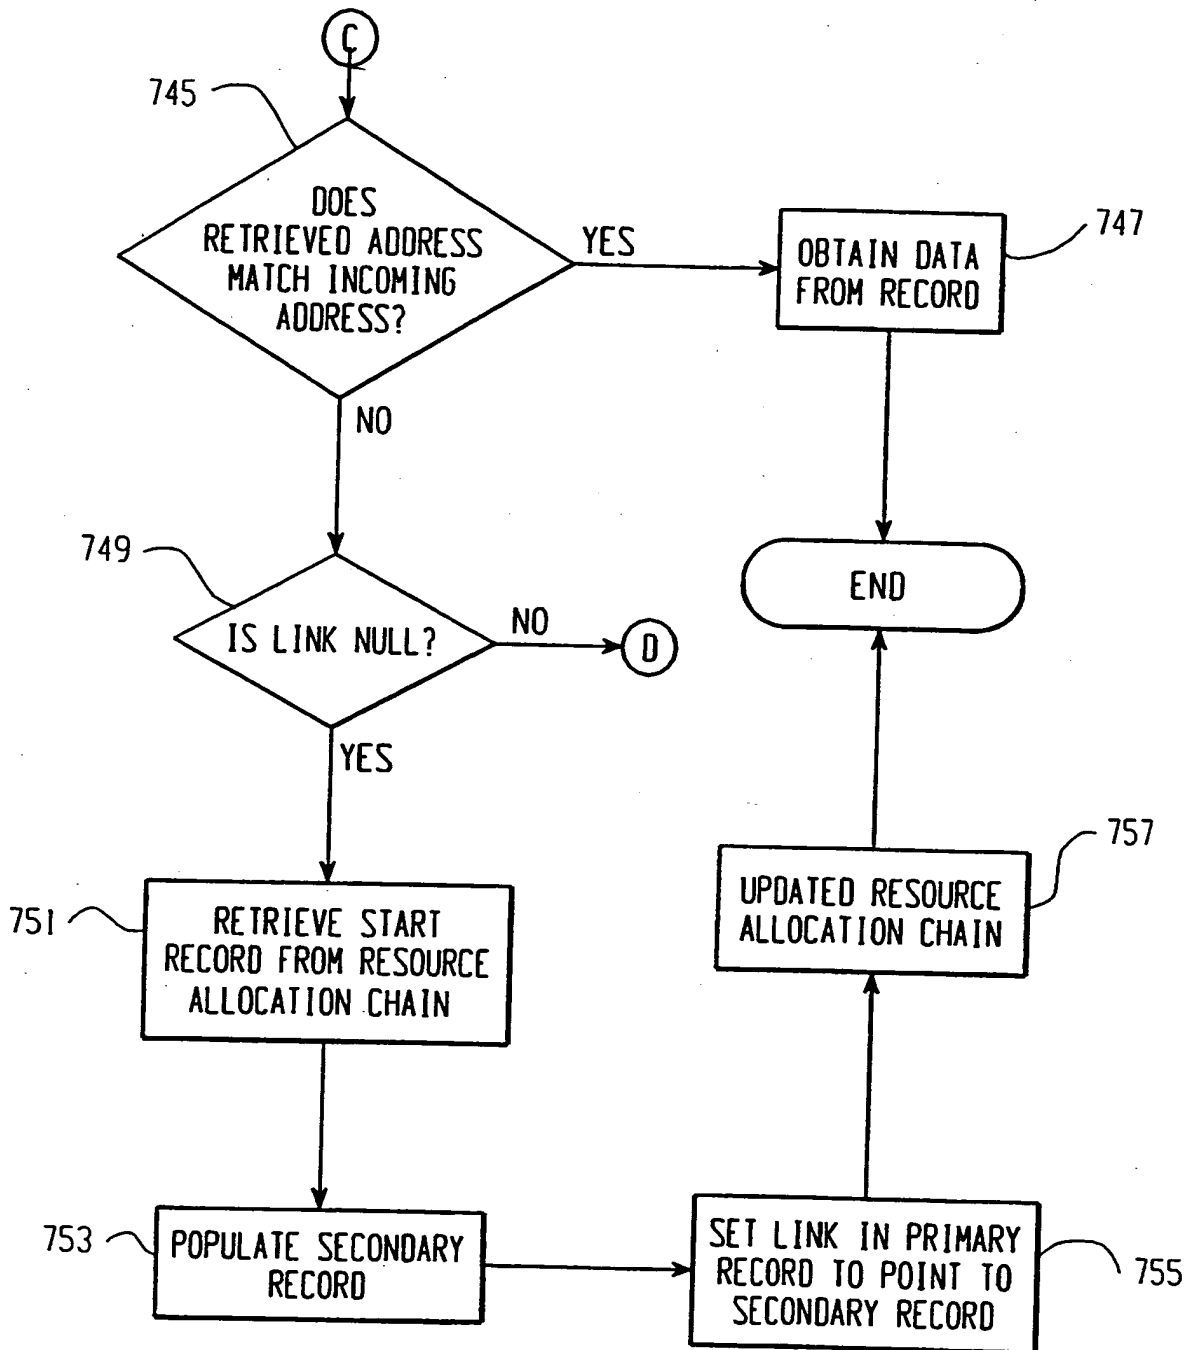 C
745
DOES
RETRIEVED ADDRESS
MATCH INCOMING
ADDRESS?
YES
OBTAIN DATA
FROM RECORD
747
NO
749
IS LINK NULL?
NO
D
END
YES
751
RETRIEVE START
RECORD FROM RESOURCE
ALLOCATION CHAIN
UPDATED RESOURCE
ALLOCATION CHAIN
757
753
POPULATE SECONDARY
RECORD
SET LINK IN PRIMARY
RECORD TO POINT TO
SECONDARY RECORD
755